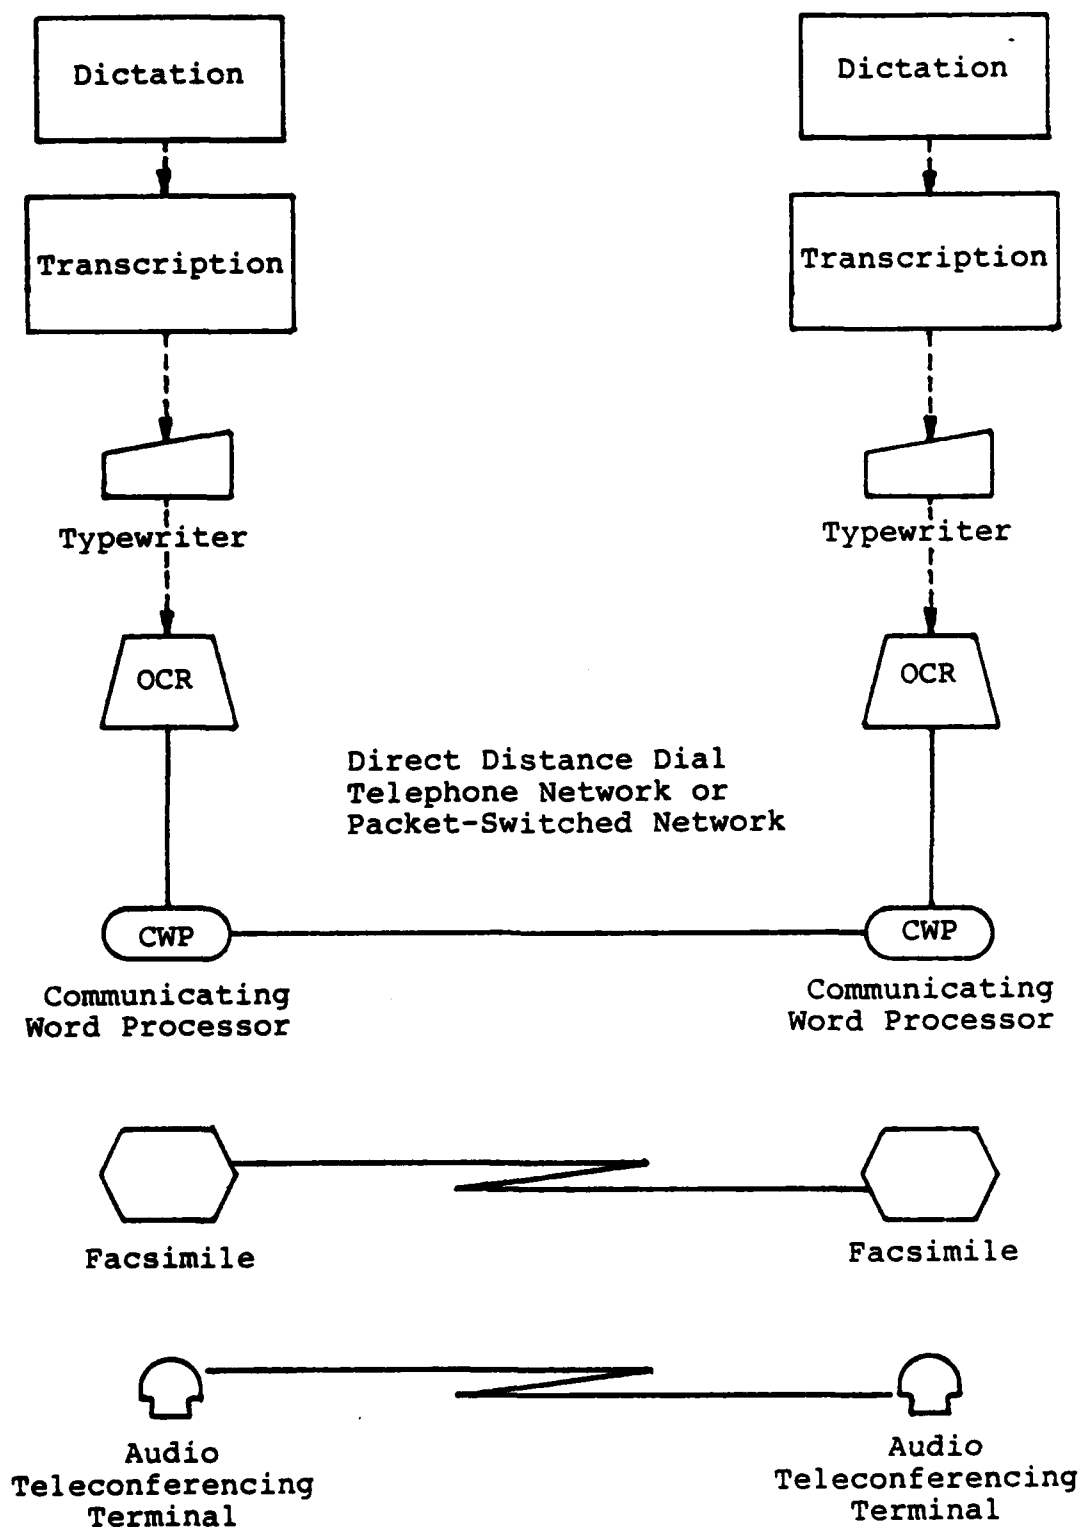 Dictation
Dictation
Transcription
Transcription
Typewriter
Typewriter
OCR
OCR
Direct Distance Dial
Telephone Network or
Packet-Switched Network
CWP
CWP
Communicating
Word Processor
Communicating
Word Processor
Facsimile
Facsimile
Audio
Teleconferencing
Terminal
Audio
Teleconferencing
Terminal